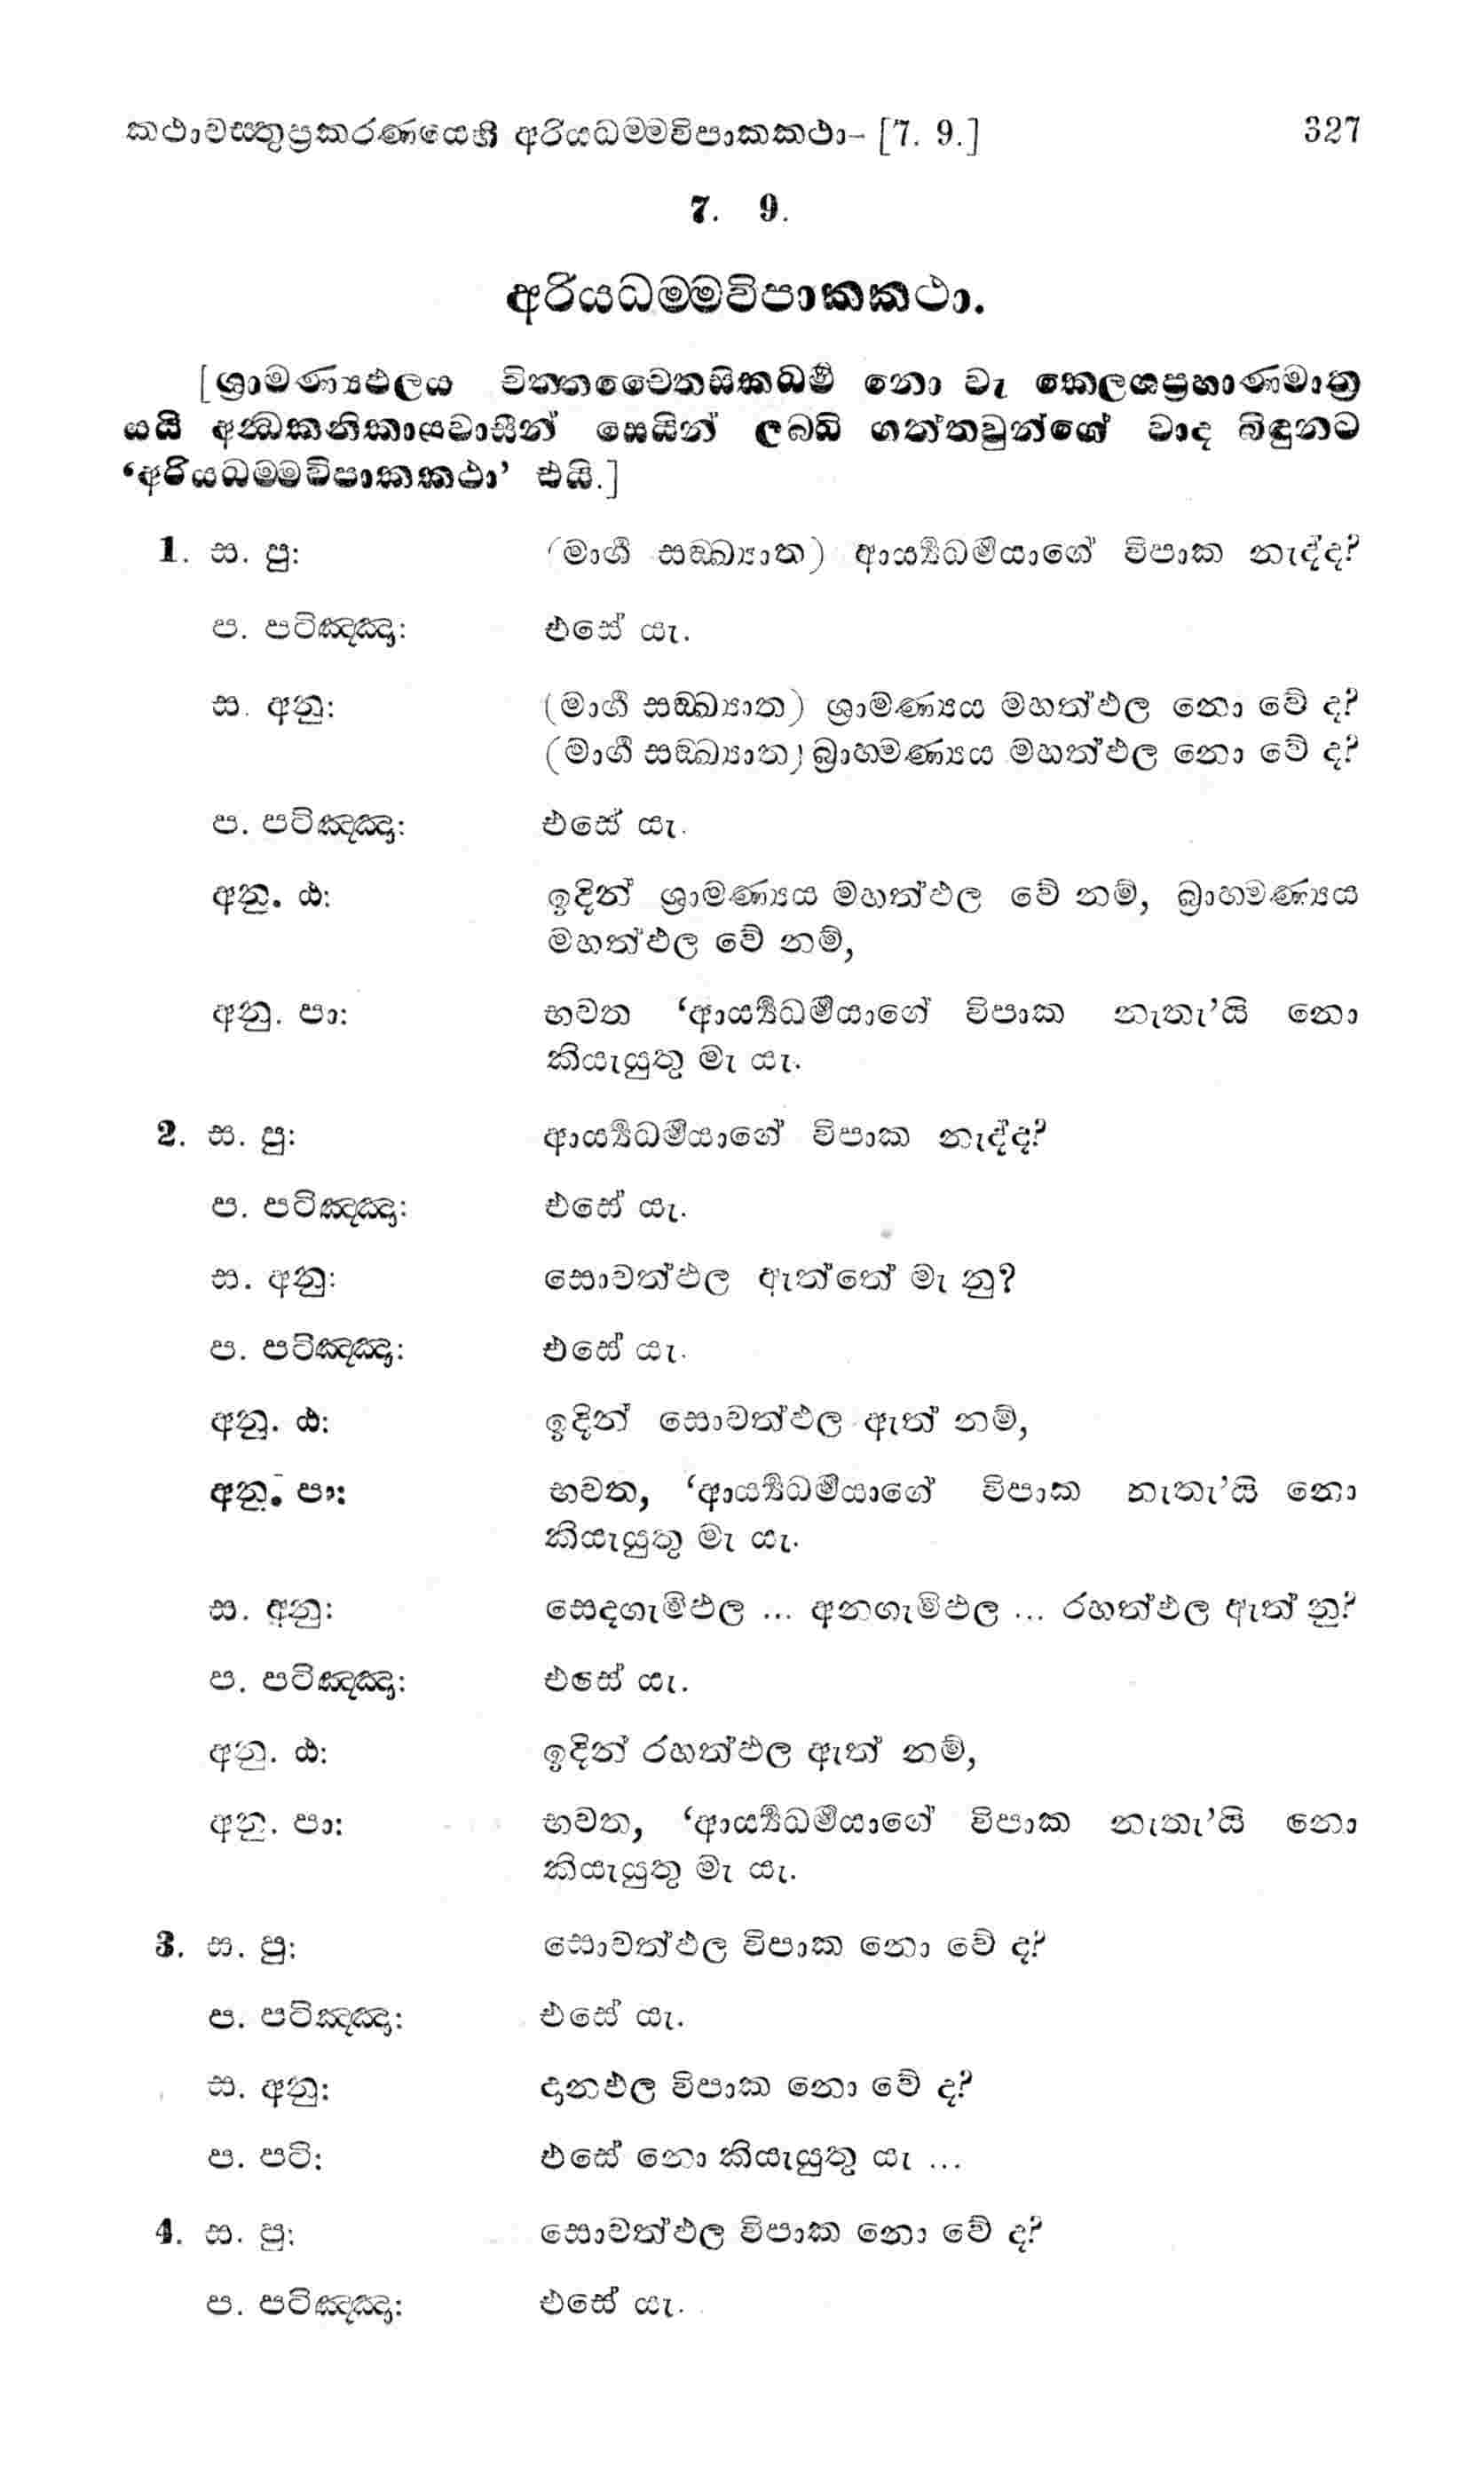 කථාවස්තුප්‍රකරණයෙහි අරියධම්මවිපාකකථා- [7. 9.] 327
7. 9.
අරියධම්මවිපාකකථා.
[ශ්‍රාමණ්‍යඵලය චිත්තචෛතසිකධර්‍ම නො වැ ක්ලේශප්‍රහාණමාත්‍ර
යයි අන්ධකනිකායවාසීන් සෙයින් ලබ්ධි ගත්තවුන්ගේ වාද බිඳුනට
‘අරියධම්මවිපාකකථා’ එයි.]
1. ස. පු: (මාර්‍ග සඞ්ඛ්‍යාත) ආර්‍ය්‍යධර්‍මයාගේ විපාක නැද්ද?
ප. පටිඤ්ඤා: එසේ යැ.
ස. අනු: (මාර්‍ග සඞ්ඛ්‍යාත) ශ්‍රාමණ්‍යය මහත්ඵල නො වේ ද?
(මාර්‍ග සඞ්ඛ්‍යාත) බ්‍රාහ්මණ්‍යය මහත්ඵල නො වේ ද?
ප. පටිඤ්ඤා: එසේ යැ.
අනු. ඨ: ඉදින් ශ්‍රාමණ්‍යය මහත්ඵල වේ නම්, බ්‍රාහ්මණ්‍යය
මහත්ඵල වේ නම්,
අනු. පා: භවත ‘ආර්‍ය්‍යධර්‍මයාගේ විපාක නැතැ’යි නො
කියැයුතු මැ යැ.
2. ස. පු: ආර්‍ය්‍යධර්‍මයාගේ විපාක නැද්ද?
ප. පටිඤ්ඤා: එසේ යැ.
ස. අනු: සොවත්ඵල ඇත්තේ මැ නු?
ප. පටිඤ්ඤා: එසේ යැ.
අනු. ඨ: ඉදින් සොවත්ඵල ඇත් නම්,
අනු. පා: භවත, ‘ආර්‍ය්‍යධර්‍මයාගේ විපාක නැතැ’යි නො
කියැයුතු මැ යැ.
ස. අනු: සෙදගැමිඵල ... අනගැමිඵල ... රහත්ඵල ඇත් නු?
ප. පටිඤ්ඤා: එසේ යැ.
අනු. ඨ: ඉදින් රහත්ඵල ඇත් නම්,
අනු. පා: භවත, ‘ආර්‍ය්‍යධර්‍මයාගේ විපාක නැතැ’යි නො
කියැයුතු මැ යැ.
3. ස. පු: සොවත්ඵල විපාක නො වේ ද?
ප. පටිඤ්ඤා: එසේ යැ.
ස. අනු: දානඵල විපාක නො වේ ද?
ප. පටි: එසේ නො කියැයුතු යැ ...
4. ස. පු: සොවත්ඵල විපාක නො වේ ද?
ප. පටිඤ්ඤා: එසේ යැ.